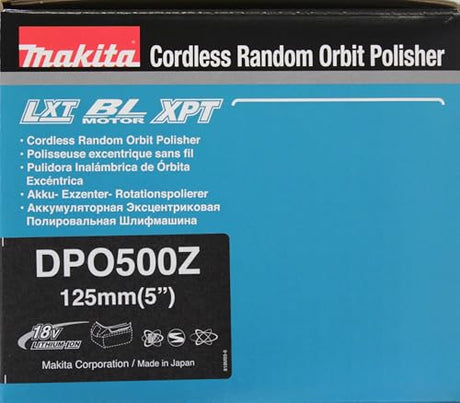 makita Cordless Random Orbit Polisher
LXT BL MOTOR XPT
· Cordless Random Orbit Polisher
· Polisseuse excentrique sans fil
· Pulidora Inalámbrica de Órbita
Excéntrica
· Akku- Exzenter- Rotationspolierer
· Аккумуляторная Эксцентриковая
Полировальная Шлифмашина
DPO500Z
125mm(5")
18V
LITHIUM-ION
Makita Corporation / Made in Japan